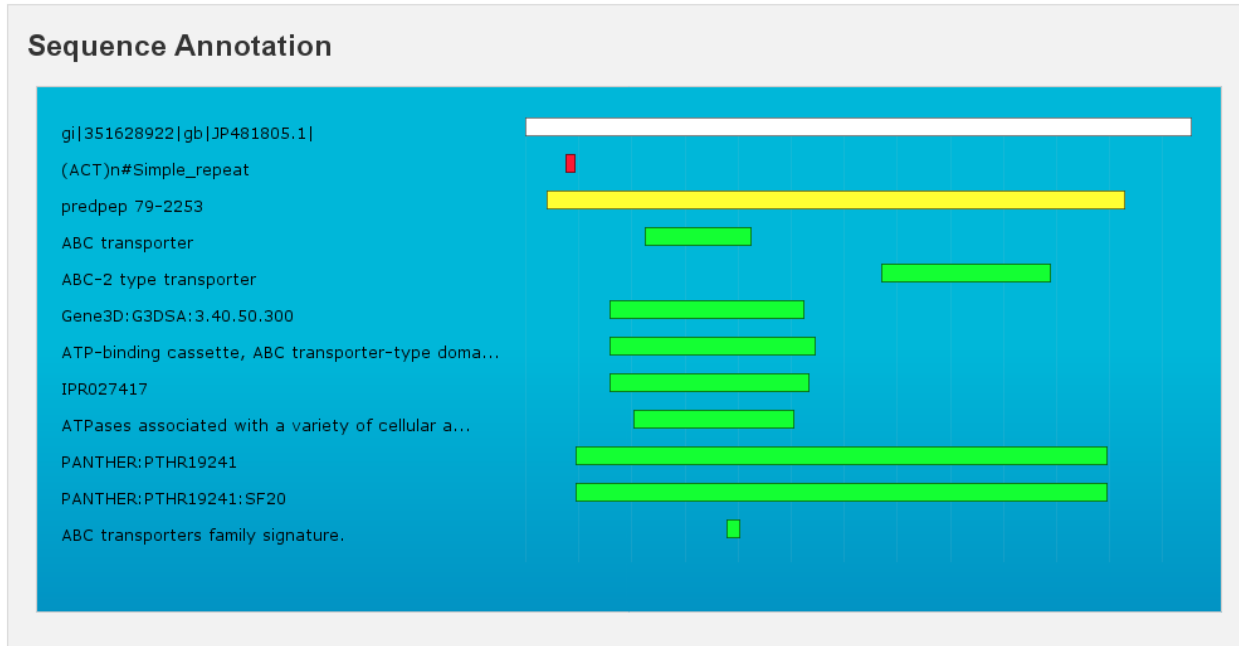 Sequence Annotation
gi|351628922|gb|JP481805.1|
(ACT)n#Simple_repeat
predpep 79-2253
ABC transporter
ABC-2 type transporter
Gene3D:G3DSA:3.40.50.300
ATP-binding cassette, ABC transporter-type doma...
IPR027417
ATPases associated with a variety of cellular a...
PANTHER:PTHR19241
PANTHER:PTHR19241:SF20
ABC transporters family signature.